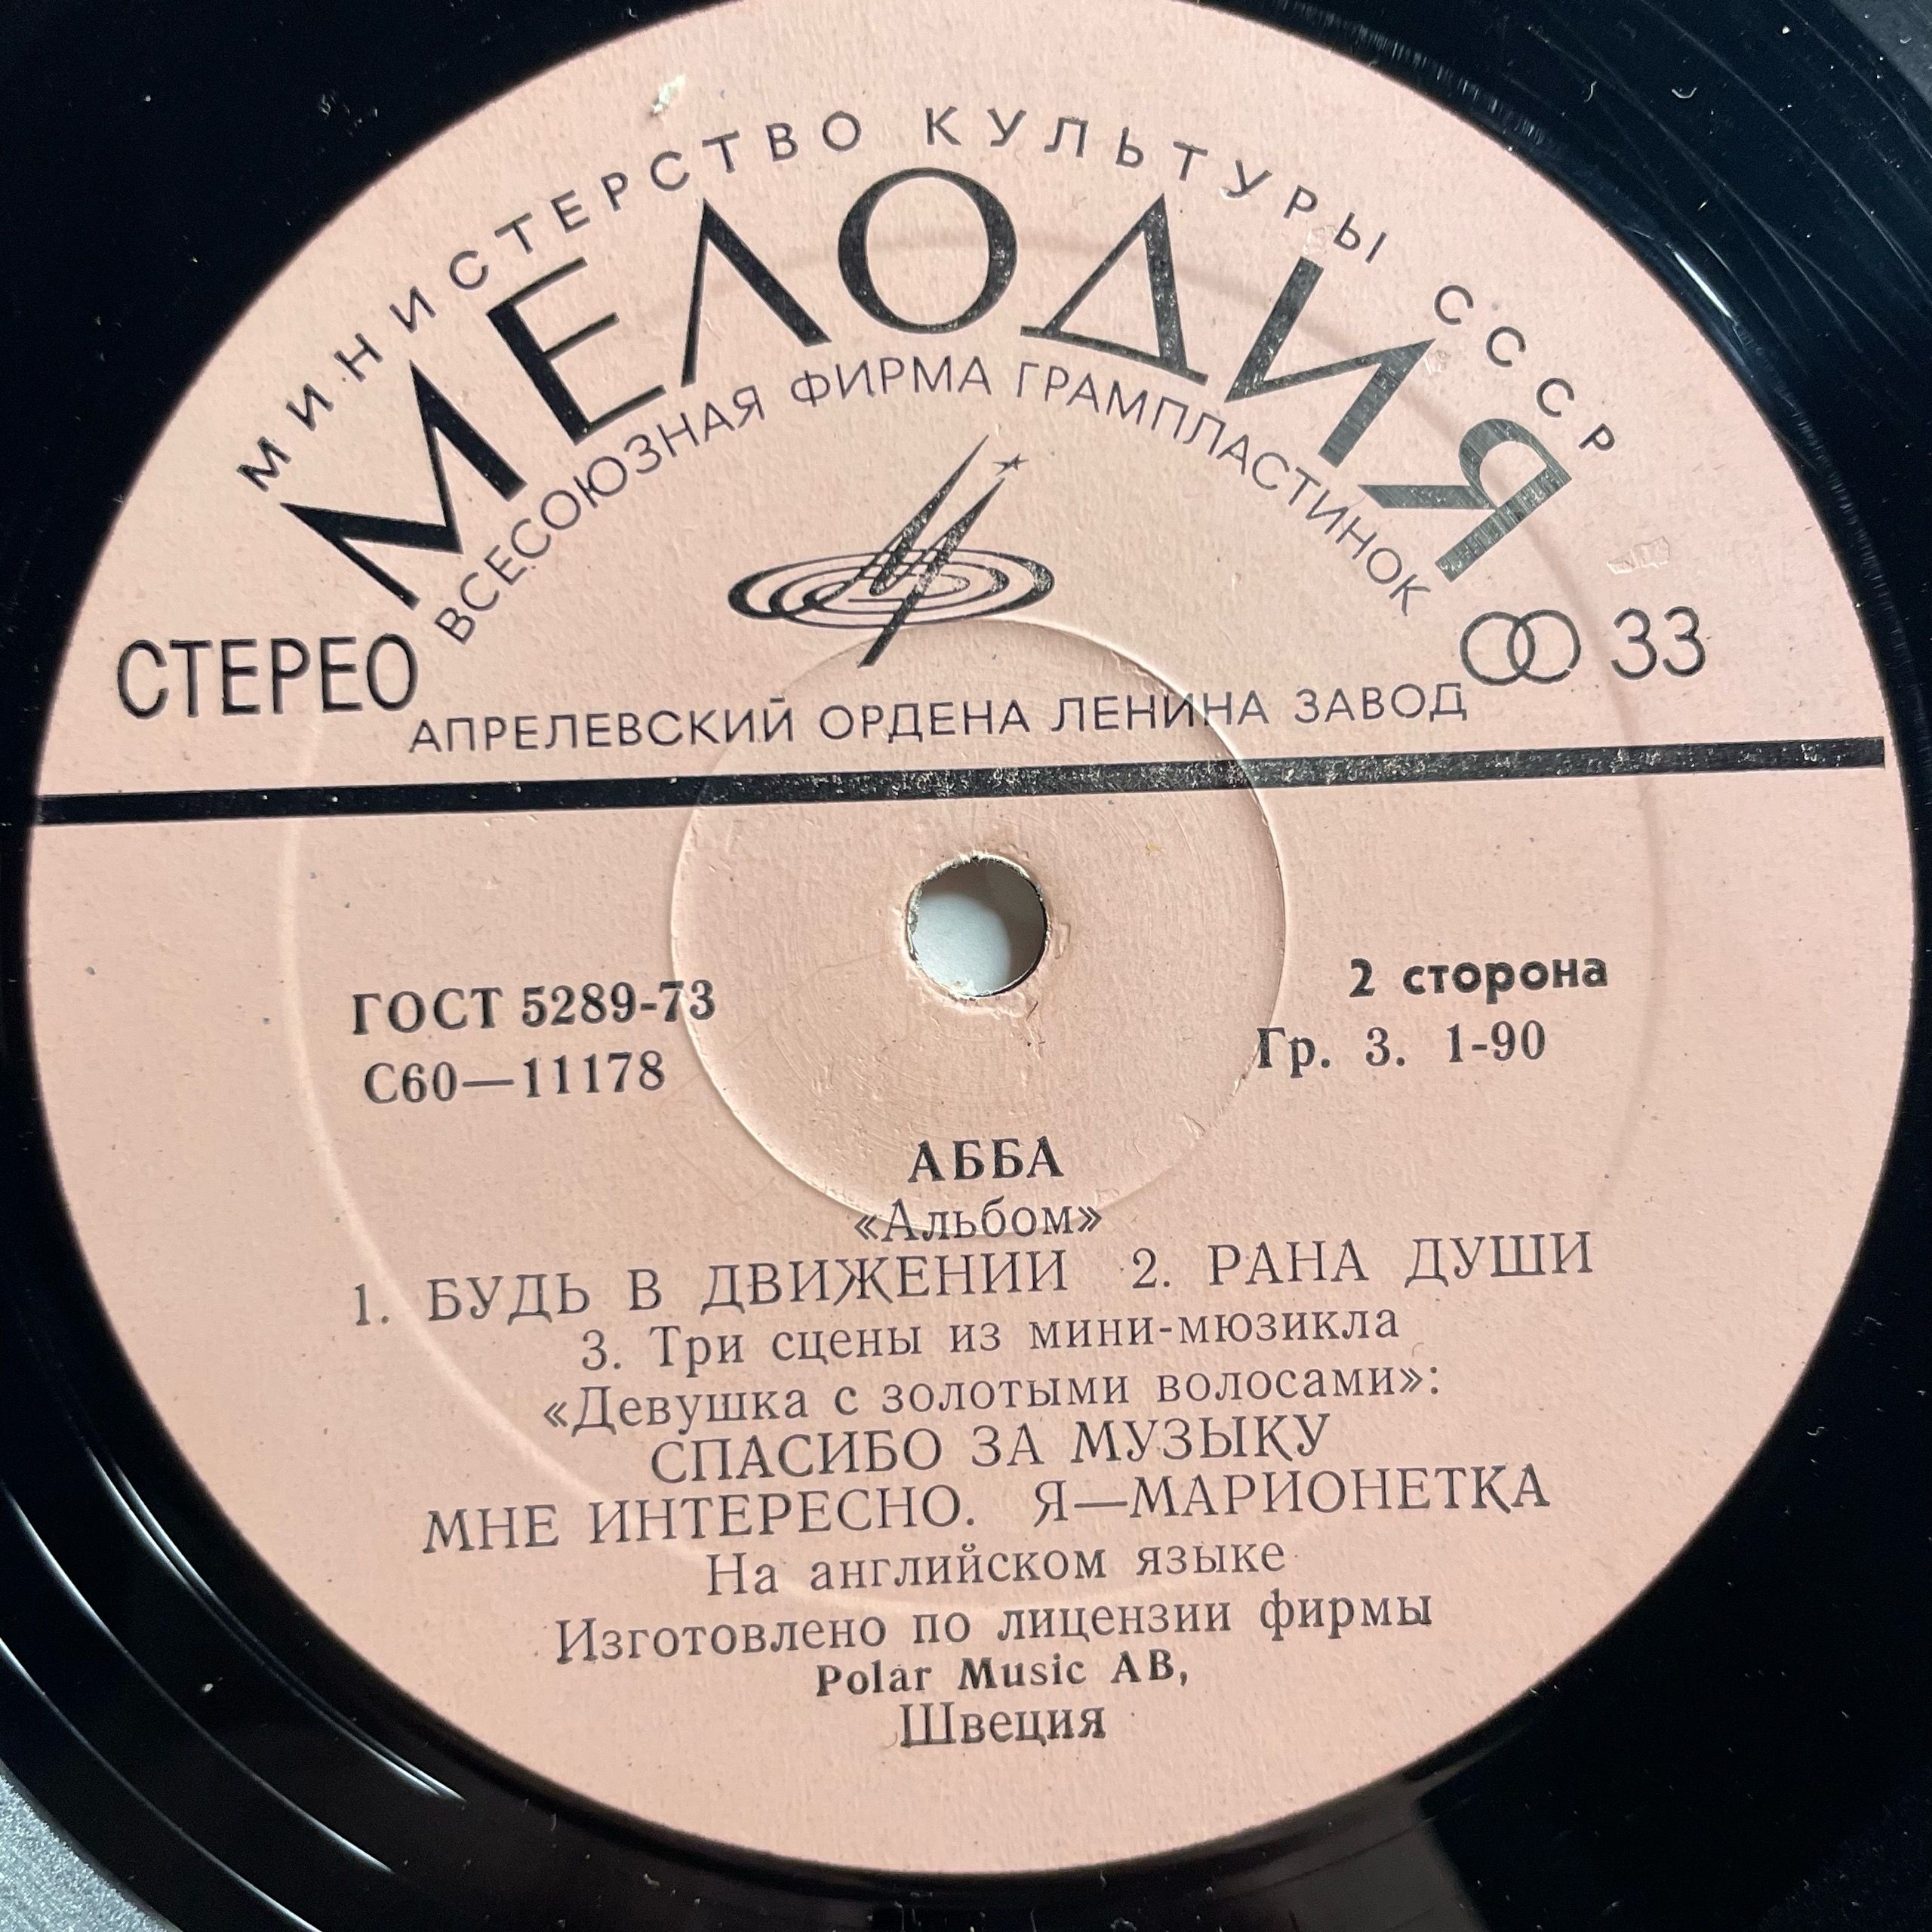 МИНИСТЕРСТВО КУЛЬТУРЫ СССР
МЕЛОДИЯ
ВСЕСОЮЗНАЯ ФИРМА ГРАМПЛАСТИНОК
СТЕРЕО
33
АПРЕЛЕВСКИЙ ОРДЕНА ЛЕНИНА ЗАВОД
ГОСТ 5289-73
С60—11178
2 сторона
Гр. 3. 1-90
АББА
«Альбом»
1. БУДЬ В ДВИЖЕНИИ 2. РАНА ДУШИ
3. Три сцены из мини-мюзикла
«Девушка с золотыми волосами»:
СПАСИБО ЗА МУЗЫКУ
МНЕ ИНТЕРЕСНО. Я—МАРИОНЕТКА
На английском языке
Изготовлено по лицензии фирмы
Polar Music AB,
Швеция